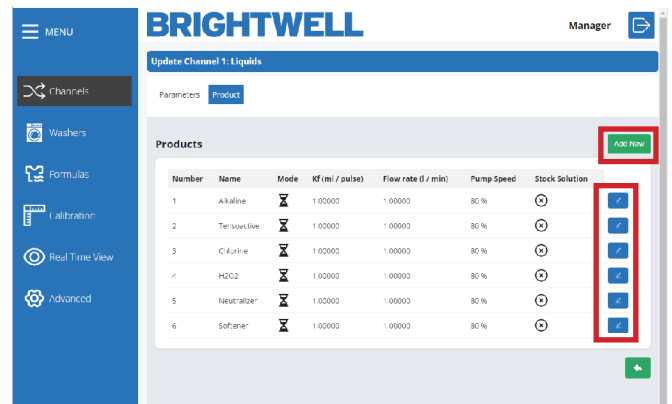 MENU
BRIGHTWELL
Manager
Update Channel 1: Liquids
Channels
Parameters Product
Washers
Products
Add New
Formulas
Number Name Mode Kf (ml / pulse) Flow rate (l / min) Pump Speed Stock Solution
1 Alkaline 1.00000 1.00000 80 %
Calibration
2 Tensoactive 1.00000 1.00000 80 %
3 Chlorine 1.00000 1.00000 80 %
Real Time View
4 H2O2 1.00000 1.00000 80 %
5 Neutralizer 1.00000 1.00000 80 %
Advanced
6 Softener 1.00000 1.00000 80 %